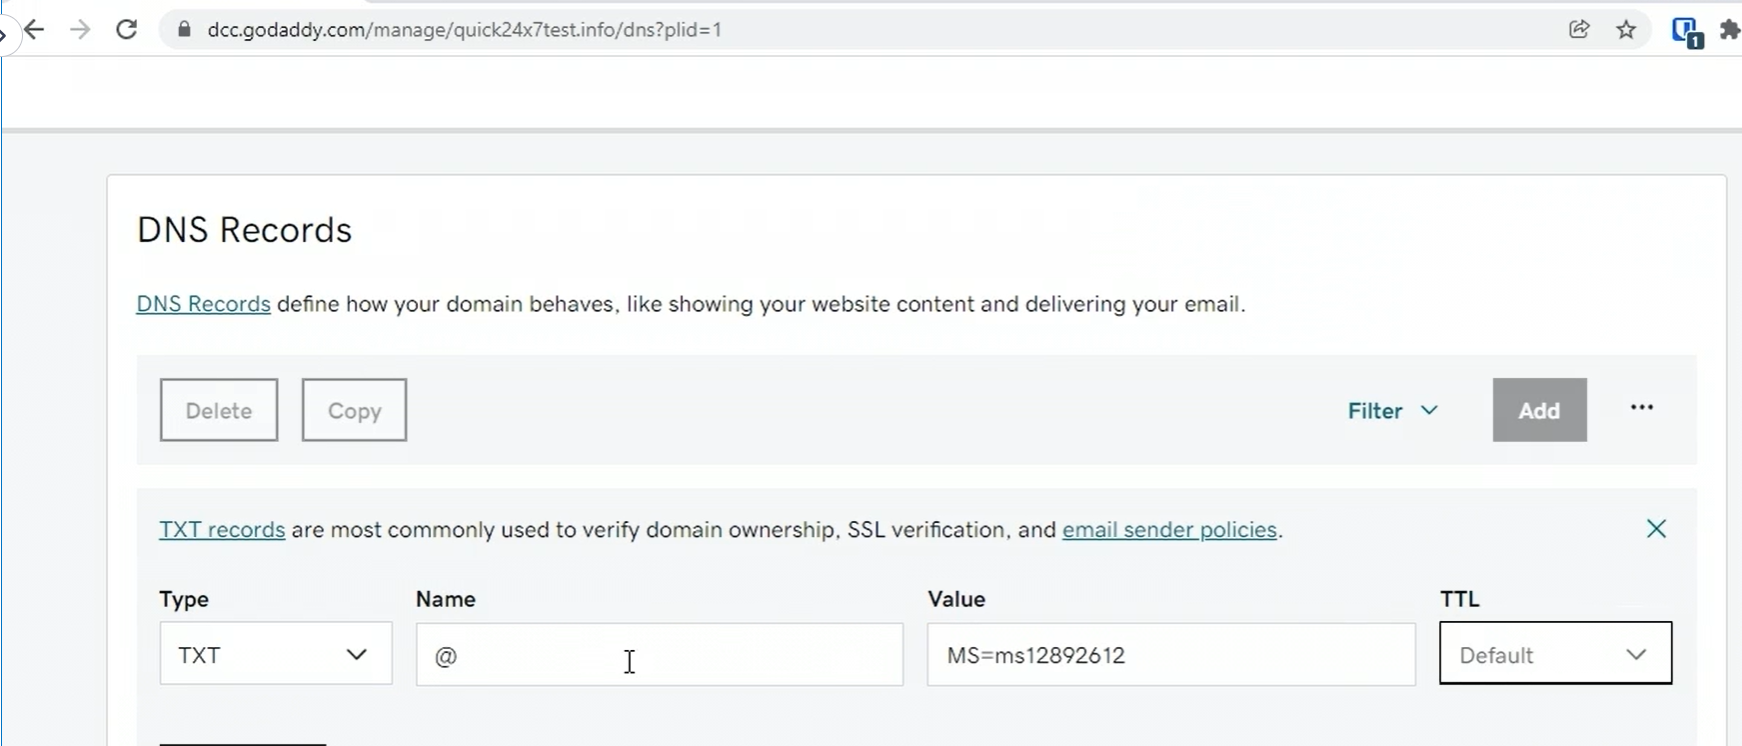 dcc.godaddy.com/manage/quick24x7test.info/dns?plid=1
1
DNS Records
DNS Records define how your domain behaves, like showing your website content and delivering your email.
Delete Copy Filter Add ...
TXT records are most commonly used to verify domain ownership, SSL verification, and email sender policies.
Type Name Value TTL
TXT @ MS=ms12892612 Default